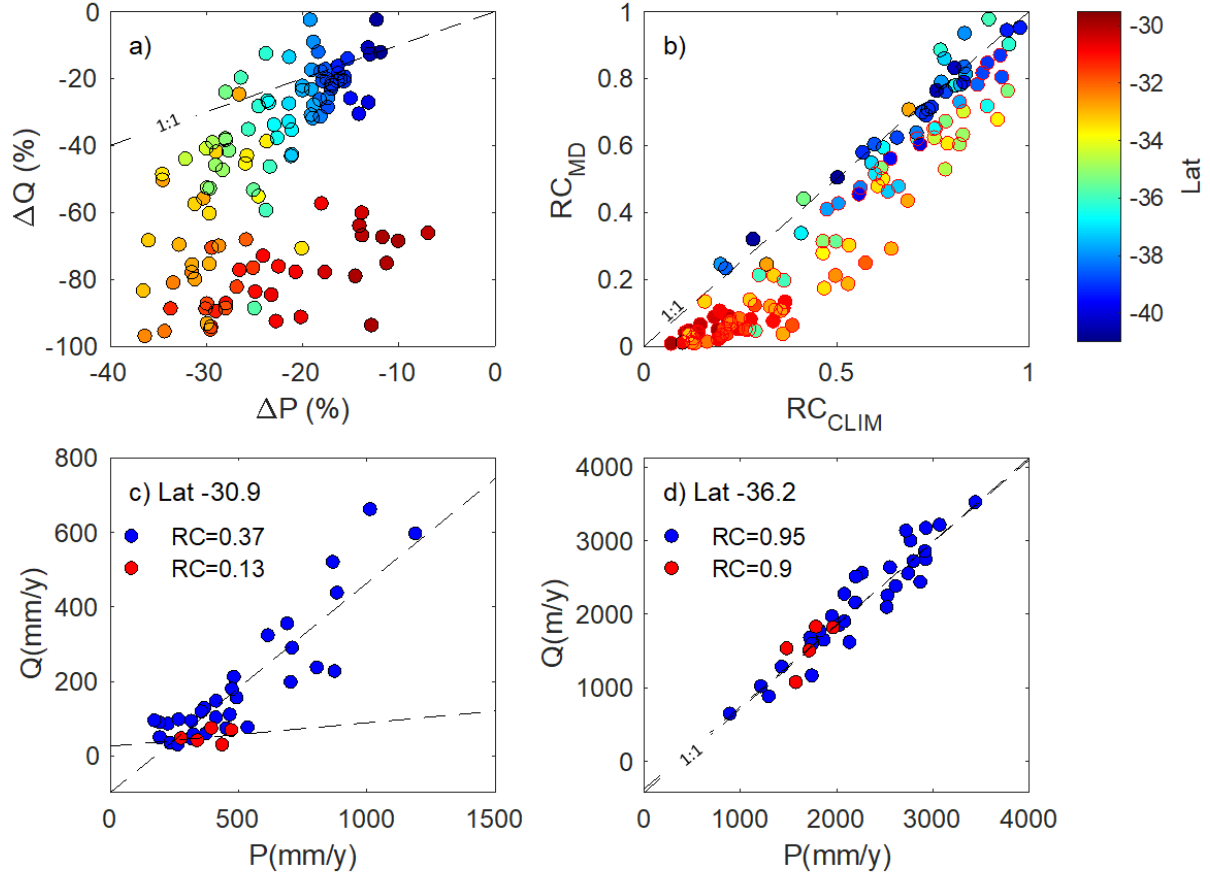 a)
0
-20
-40
-60
-80
-100
ΔQ (%)
1:1
-40
-30
-20
-10
0
ΔP (%)
b)
1
0.8
0.6
0.4
0.2
0
RC_MD
1:1
0
0.5
1
RC_CLIM
-30
-32
-34
-36
-38
-40
Lat
c) Lat -30.9
RC=0.37
RC=0.13
800
600
400
200
0
Q(mm/y)
0
500
1000
1500
P(mm/y)
d) Lat -36.2
RC=0.95
RC=0.9
4000
3000
2000
1000
0
Q(m/y)
1:1
0
1000
2000
3000
4000
P(mm/y)